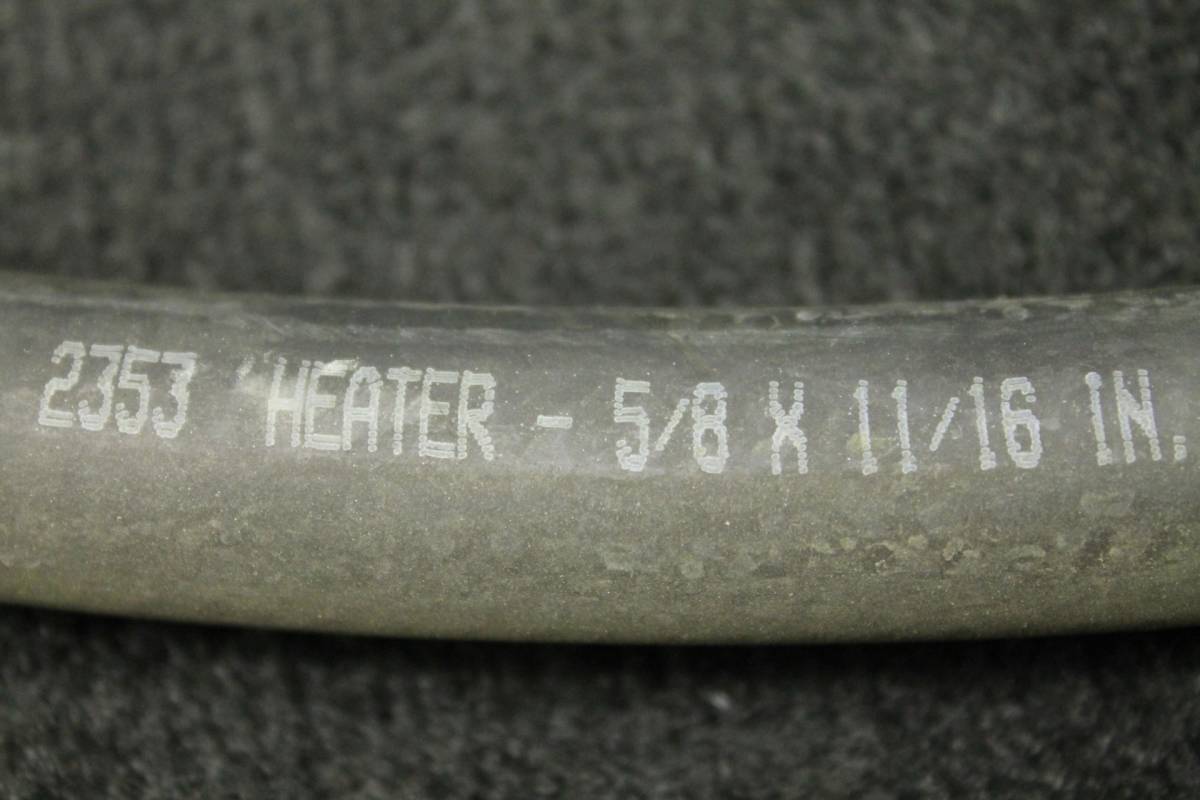 2353 HEATER - 5/8 X 11/16 IN.